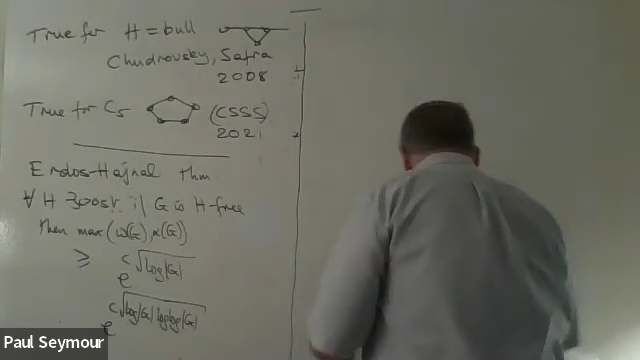 True for H = bull
Chudnovsky, Safra
2008
True for C5 (CSSS)
2021
Erdos-Hajnal thm
∀ H ∃c>0 s.t. if G is H-free
then max(ω(G), α(G))
≥ e^{c√log|G|}
e^{c√log|G| loglog|G|}
Paul Seymour